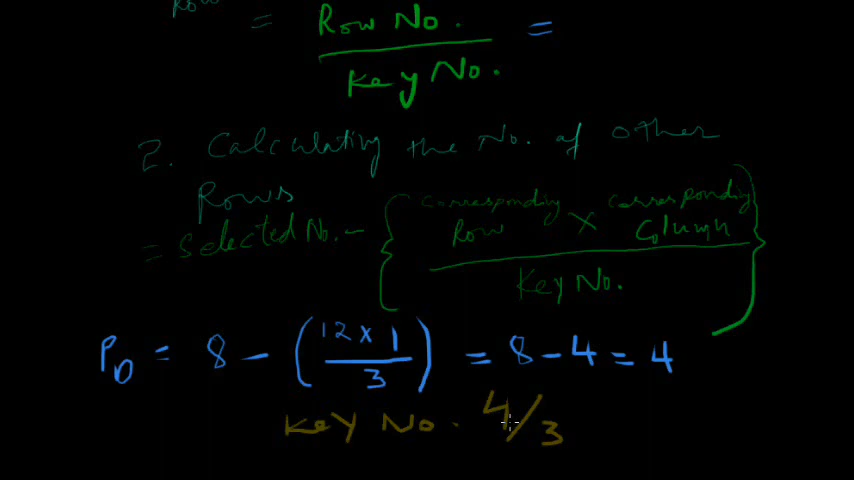 Row
= Row No. / Key No. =
2. Calculating the No. of other
Rows
= Selected No. - { corresponding Row × corresponding Column / Key No. }
P0 = 8 - (12 × 1 / 3) = 8 - 4 = 4
Key No. 4/3